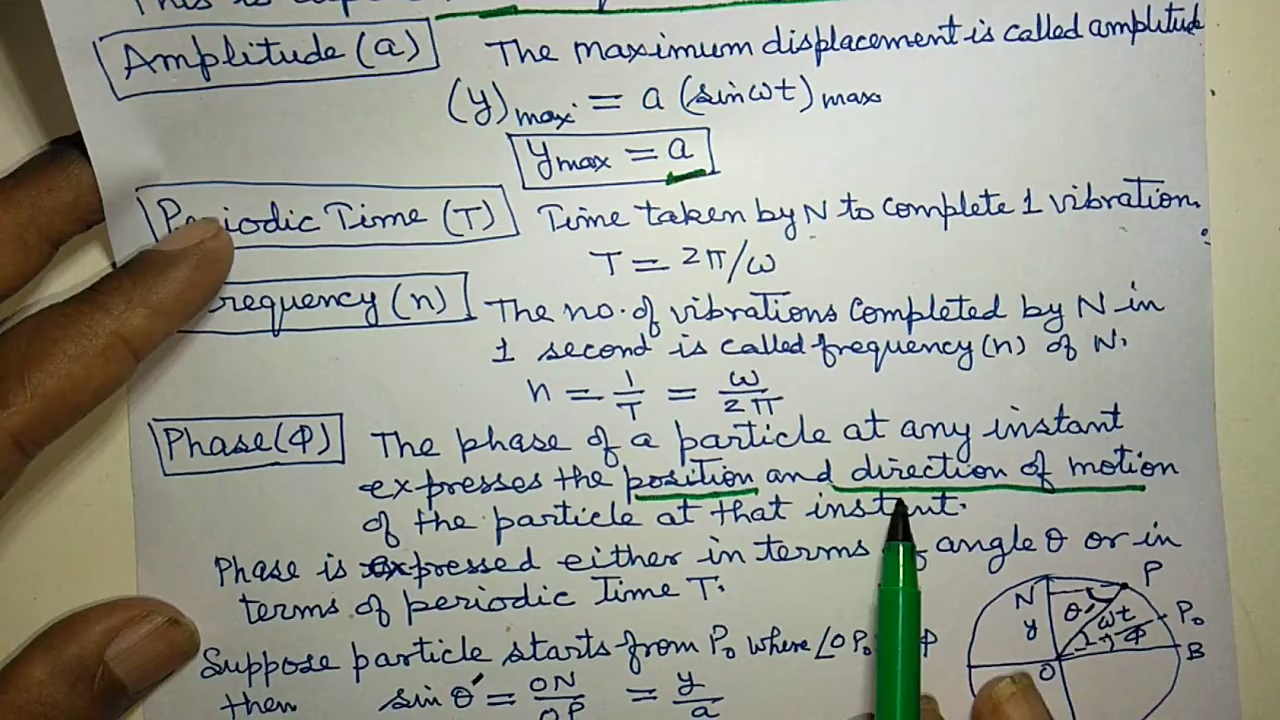 This is
Amplitude (a) The maximum displacement is called amplitude
(y)max = a (sinωt) max
ymax = a
Periodic Time (T) Time taken by N to complete 1 vibration.
T = 2π/ω
requency (n) The no. of vibrations completed by N in
1 second is called frequency (n) of N.
n = 1/T = ω/2π
Phase (Φ) The phase of a particle at any instant
expresses the position and direction of motion
of the particle at that instant.
Phase is expressed either in terms angle θ or in
terms of periodic Time T.
Suppose particle starts from P₀ where ∠OP₀ φ
then sin θ' = ON/OP = y/a
N P
θ' P₀
y ωt
φ B
O